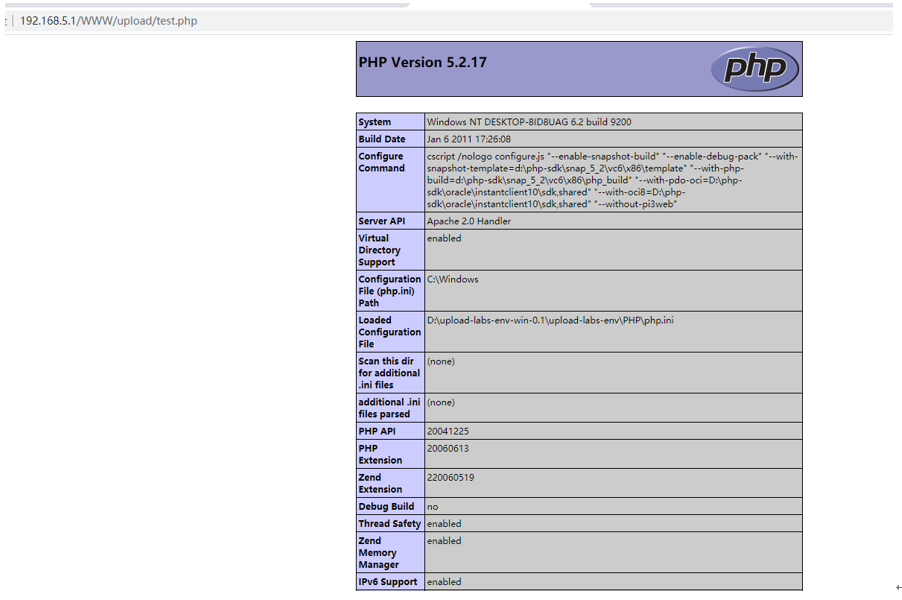 192.168.5.1/WWW/upload/test.php
PHP Version 5.2.17
php
System Windows NT DESKTOP-8ID8UAG 6.2 build 9200
Build Date Jan 6 2011 17:26:08
Configure cscript /nologo configure.js "--enable-snapshot-build" "--enable-debug-pack" "--with-
Command snapshot-template=d:\php-sdk\snap_5_2\vc6\x86\template" "--with-php-
build=d:\php-sdk\snap_5_2\vc6\x86\php_build" "--with-pdo-oci=D:\php-
sdk\oracle\instantclient10\sdk,shared" "--with-oci8=D:\php-
sdk\oracle\instantclient10\sdk,shared" "--without-pi3web"
Server API Apache 2.0 Handler
Virtual enabled
Directory
Support
Configuration C:\Windows
File (php.ini)
Path
Loaded D:\upload-labs-env-win-0.1\upload-labs-env\PHP\php.ini
Configuration
File
Scan this dir (none)
for additional
.ini files
additional .ini (none)
files parsed
PHP API 20041225
PHP 20060613
Extension
Zend 220060519
Extension
Debug Build no
Thread Safety enabled
Zend enabled
Memory
Manager
IPv6 Support enabled